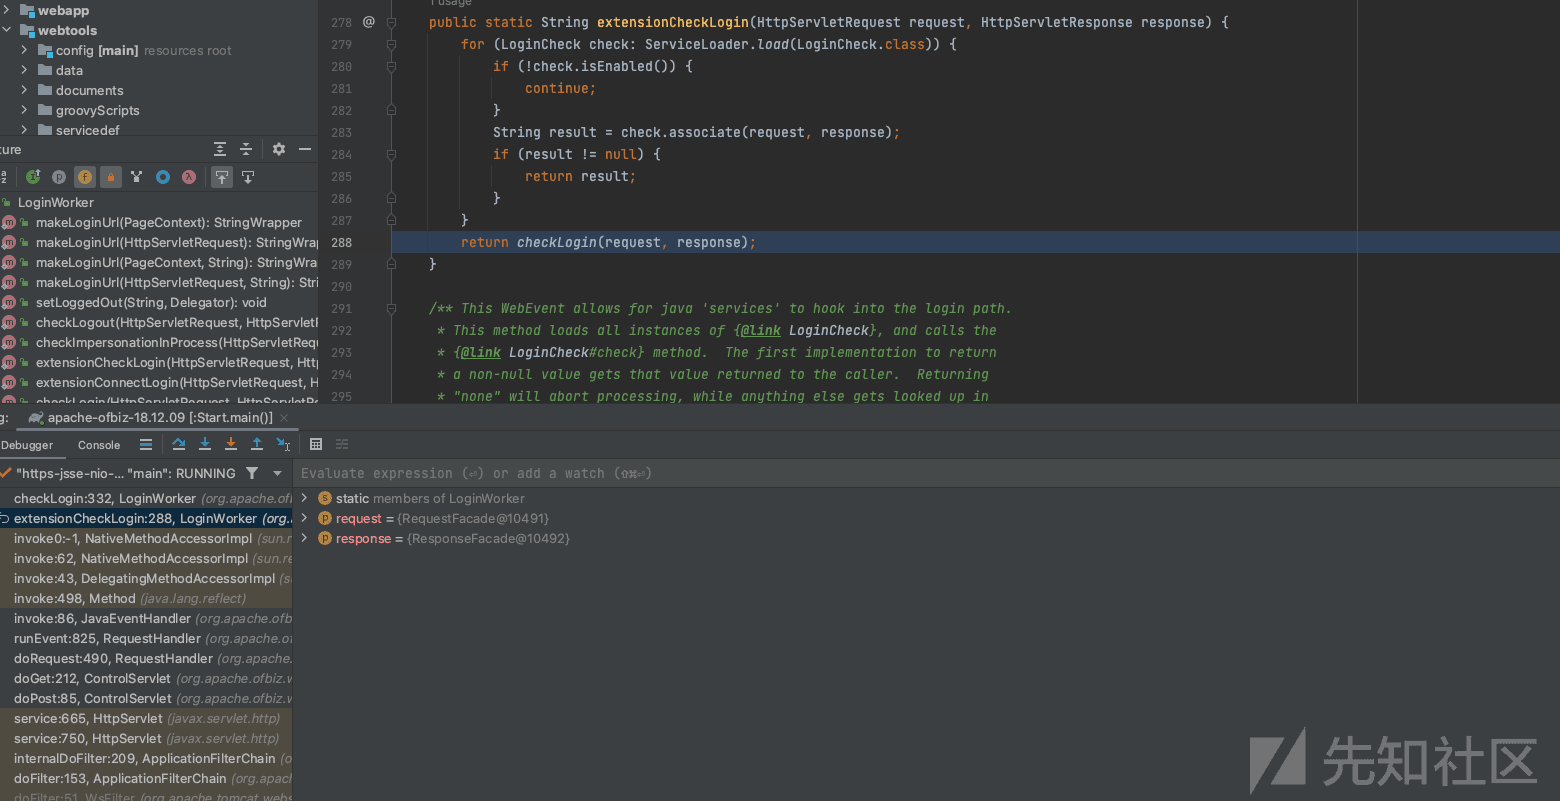 webapp
webtools
config [main] resources root
data
documents
groovyScripts
servicedef
ture
LoginWorker
makeLoginUrl(PageContext): StringWrapper
makeLoginUrl(HttpServletRequest): StringWrap
makeLoginUrl(PageContext, String): StringWra
makeLoginUrl(HttpServletRequest, String): Stri
setLoggedOut(String, Delegator): void
checkLogout(HttpServletRequest, HttpServletR
checkImpersonationInProcess(HttpServletRequ
extensionCheckLogin(HttpServletRequest, Http
extensionConnectLogin(HttpServletRequest, H
checkLogin(HttpServletRequest, HttpServletRe
1 usage
278 @ public static String extensionCheckLogin(HttpServletRequest request, HttpServletResponse response) {
279 for (LoginCheck check: ServiceLoader.load(LoginCheck.class)) {
280 if (!check.isEnabled()) {
281 continue;
282 }
283 String result = check.associate(request, response);
284 if (result != null) {
285 return result;
286 }
287 }
288 return checkLogin(request, response);
289 }
290
291 /** This WebEvent allows for java 'services' to hook into the login path.
292 * This method loads all instances of {@link LoginCheck}, and calls the
293 * {@link LoginCheck#check} method.  The first implementation to return
294 * a non-null value gets that value returned to the caller.  Returning
295 * "none" will abort processing, while anything else gets looked up in
g: apache-ofbiz-18.12.09 [:Start.main()]
Debugger Console
"https-jsse-nio-... "main": RUNNING
Evaluate expression (⏎) or add a watch (⇧⌘⏎)
checkLogin:332, LoginWorker (org.apache.ofb
extensionCheckLogin:288, LoginWorker (org.
invoke0:-1, NativeMethodAccessorImpl (sun.r
invoke:62, NativeMethodAccessorImpl (sun.re
invoke:43, DelegatingMethodAccessorImpl (s
invoke:498, Method (java.lang.reflect)
invoke:86, JavaEventHandler (org.apache.ofb
runEvent:825, RequestHandler (org.apache.of
doRequest:490, RequestHandler (org.apache.
doGet:212, ControlServlet (org.apache.ofbiz.w
doPost:85, ControlServlet (org.apache.ofbiz.w
service:665, HttpServlet (javax.servlet.http)
service:750, HttpServlet (javax.servlet.http)
internalDoFilter:209, ApplicationFilterChain (o
doFilter:153, ApplicationFilterChain (org.apac
doFilter:51, WsFilter (org.apache.tomcat.webs
static members of LoginWorker
request = {RequestFacade@10491}
response = {ResponseFacade@10492}
先知社区